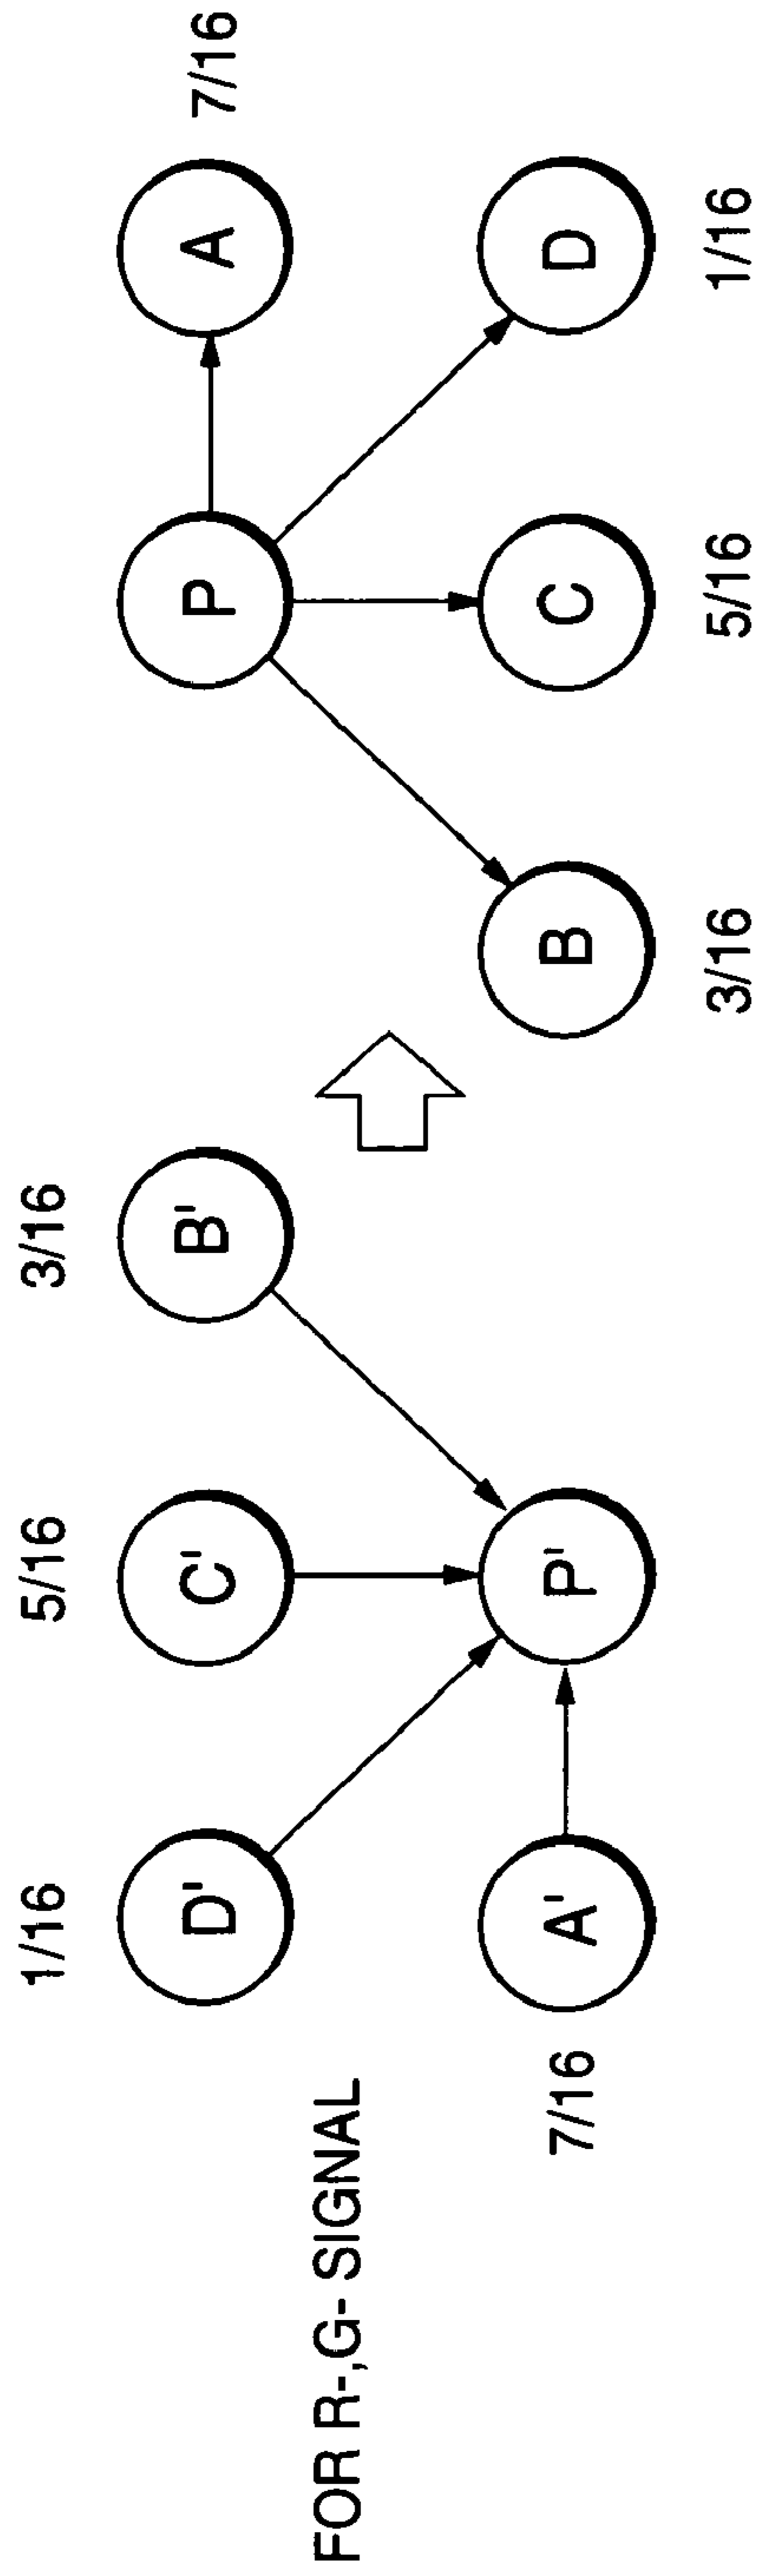 FOR R-,G- SIGNAL
1/16
5/16
3/16
D'
C'
B'
A'
P'
7/16
P
A
7/16
B
C
D
3/16
5/16
1/16